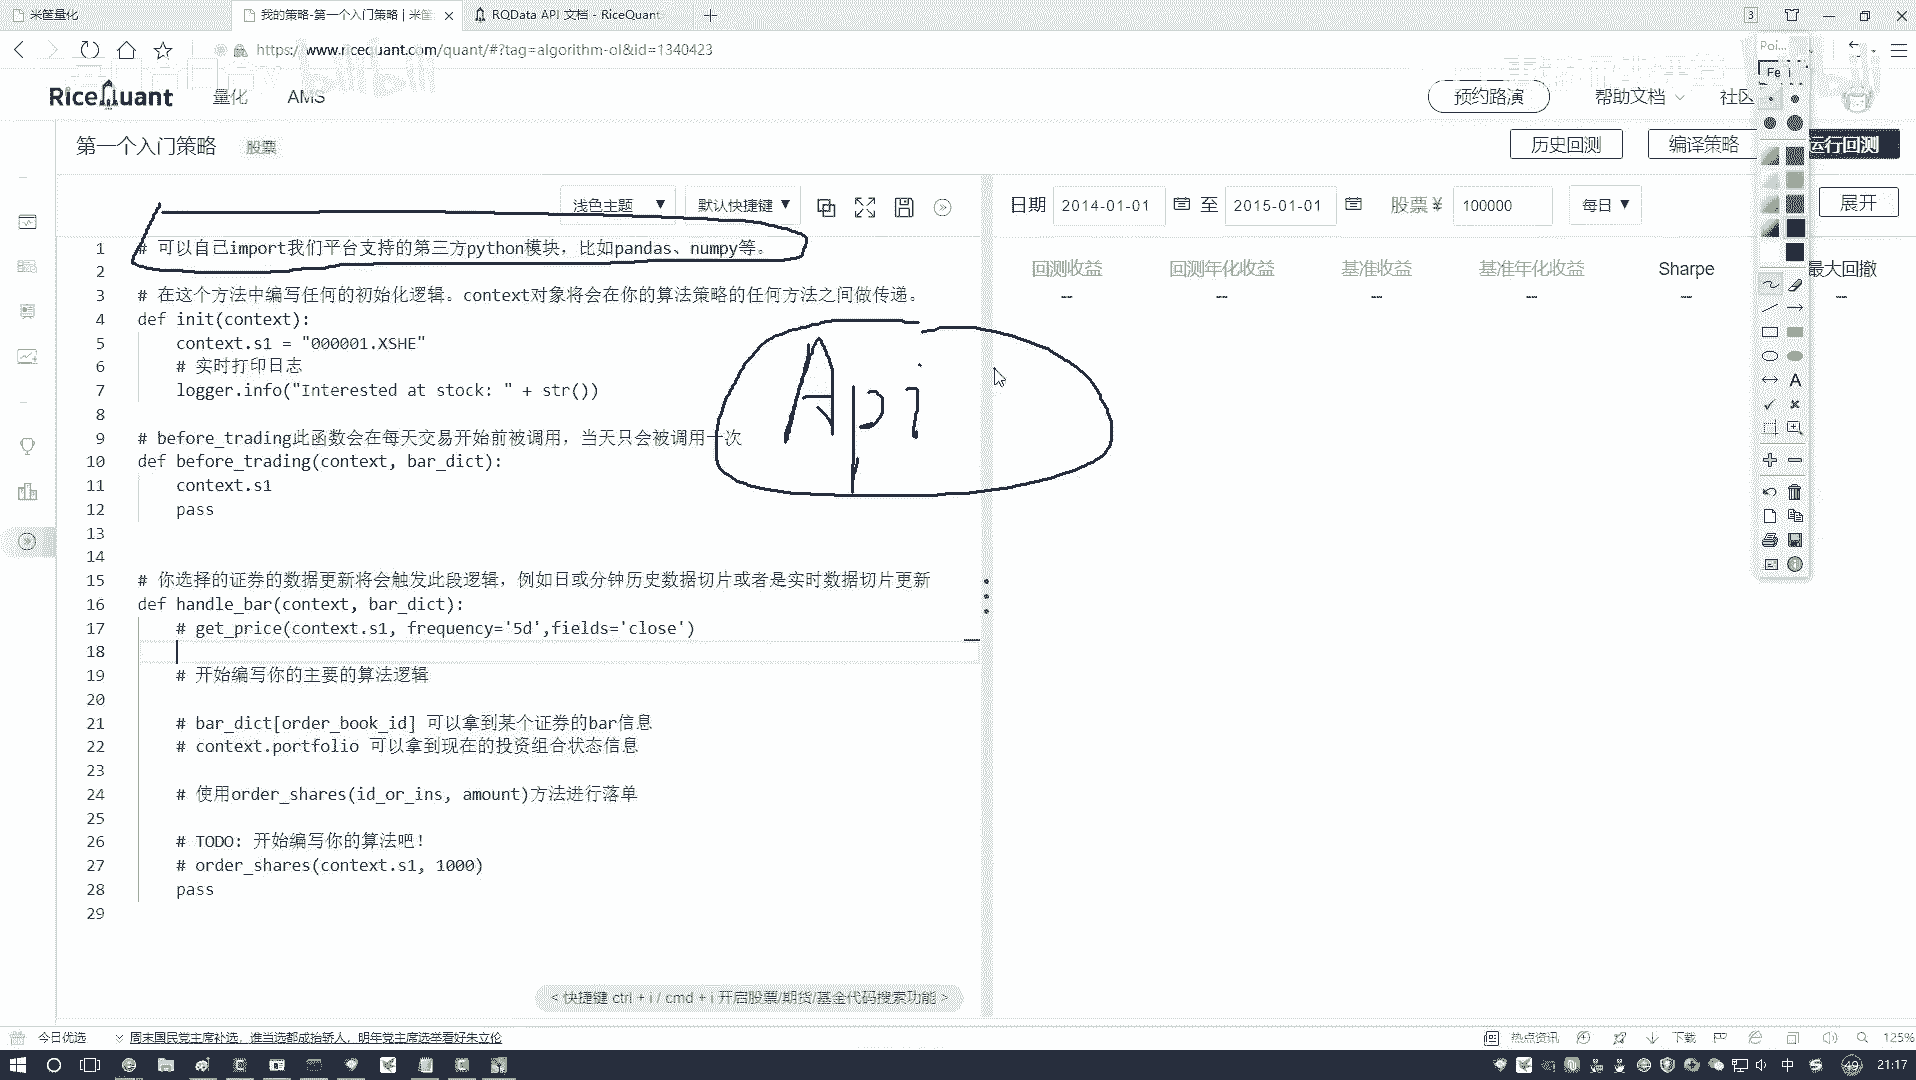 米筐量化
我的策略-第一个入门策略 | 米筐
RQData API 文档 - RiceQuant
3
https://www.ricequant.com/quant/#?tag=algorithm-ol&id=1340423
RiceQuant
量化
AMS
预约路演
帮助文档
社区
第一个入门策略
股票
历史回测
编译策略
运行回测
浅色主题 ▼
默认快捷键 ▼
日期 2014-01-01 至 2015-01-01 股票 ¥ 100000 每日 ▼
展开
回测收益 回测年化收益 基准收益 基准年化收益 Sharpe 最大回撤
-- -- -- -- -- --
1 # 可以自己import我们平台支持的第三方python模块，比如pandas、numpy等。
2
3 # 在这个方法中编写任何的初始化逻辑。context对象将会在你的算法策略的任何方法之间做传递。
4 def init(context):
5 context.s1 = "000001.XSHE"
6 # 实时打印日志
7 logger.info("Interested at stock: " + str())
8
9 # before_trading此函数会在每天交易开始前被调用，当天只会被调用一次
10 def before_trading(context, bar_dict):
11 context.s1
12 pass
13
14
15 # 你选择的证券的数据更新将会触发此段逻辑，例如日或分钟历史数据切片或者是实时数据切片更新
16 def handle_bar(context, bar_dict):
17 # get_price(context.s1, frequency='5d',fields='close')
18
19 # 开始编写你的主要的算法逻辑
20
21 # bar_dict[order_book_id] 可以拿到某个证券的bar信息
22 # context.portfolio 可以拿到现在的投资组合状态信息
23
24 # 使用order_shares(id_or_ins, amount)方法进行落单
25
26 # TODO: 开始编写你的算法吧！
27 # order_shares(context.s1, 1000)
28 pass
29
Api
< 快捷键 ctrl + i / cmd + i 开启股票/期货/基金代码搜索功能 >
Poi...
A
今日优选
周末国民党主席补选，谁当选都成抬轿人，明年党主席选举看好朱立伦
热点资讯
下载
125%
中
49
21:17